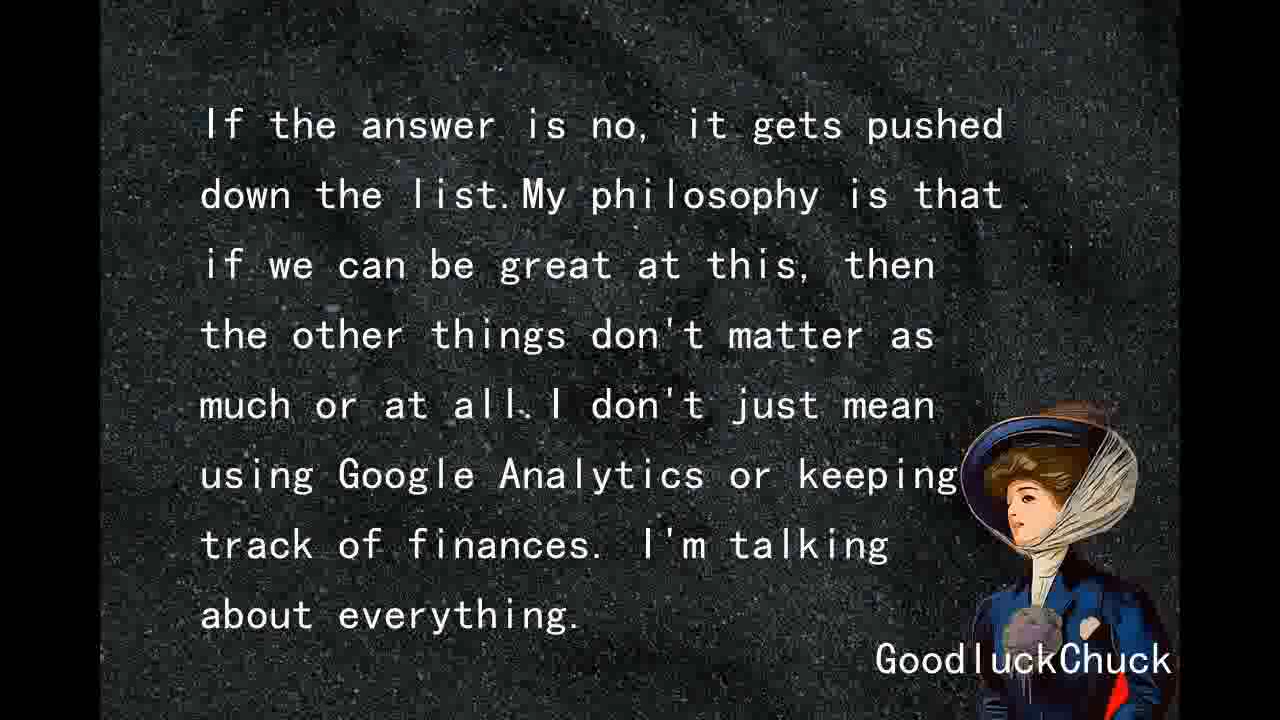 If the answer is no, it gets pushed
down the list.My philosophy is that
if we can be great at this, then
the other things don't matter as
much or at all.I don't just mean
using Google Analytics or keeping
track of finances. I'm talking
about everything.
GoodluckChuck